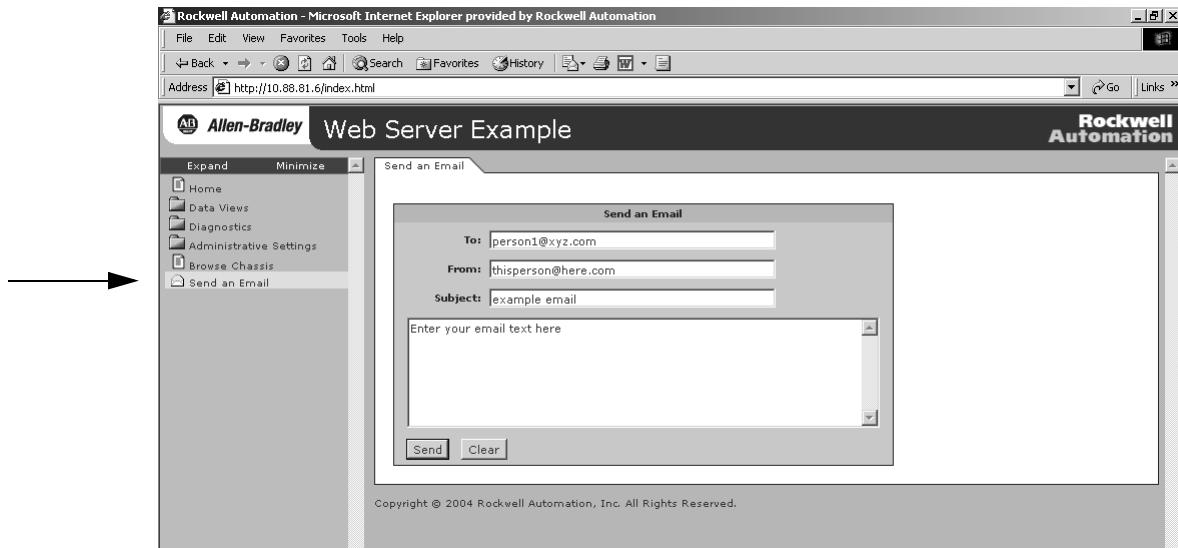 Rockwell Automation - Microsoft Internet Explorer provided by Rockwell Automation
File Edit View Favorites Tools Help
Back Search Favorites History
Address http://10.88.81.6/index.html Go Links »
AB Allen-Bradley Web Server Example Rockwell
Automation
Expand Minimize
Home
Data Views
Diagnostics
Administrative Settings
Browse Chassis
Send an Email
Send an Email
Send an Email
To: person1@xyz.com
From: thisperson@here.com
Subject: example email
Enter your email text here
Send Clear
Copyright © 2004 Rockwell Automation, Inc. All Rights Reserved.